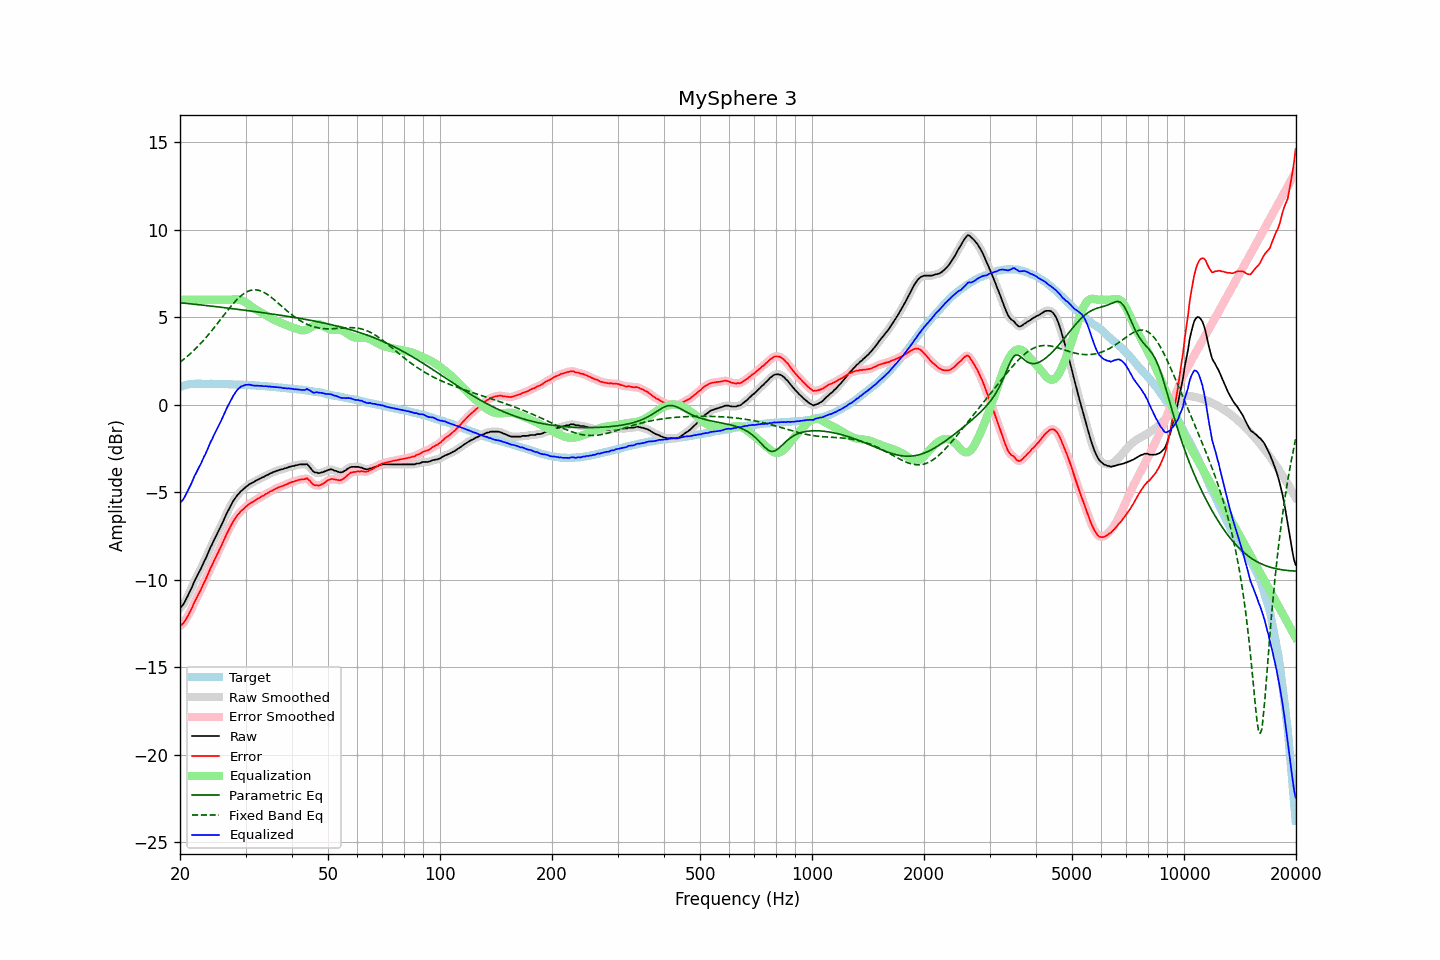 MySphere 3
Amplitude (dBr)
15
10
5
0
−5
−10
−15
−20
−25
Target
Raw Smoothed
Error Smoothed
Raw
Error
Equalization
Parametric Eq
Fixed Band Eq
Equalized
20 50 100 200 500 1000 2000 5000 10000 20000
Frequency (Hz)